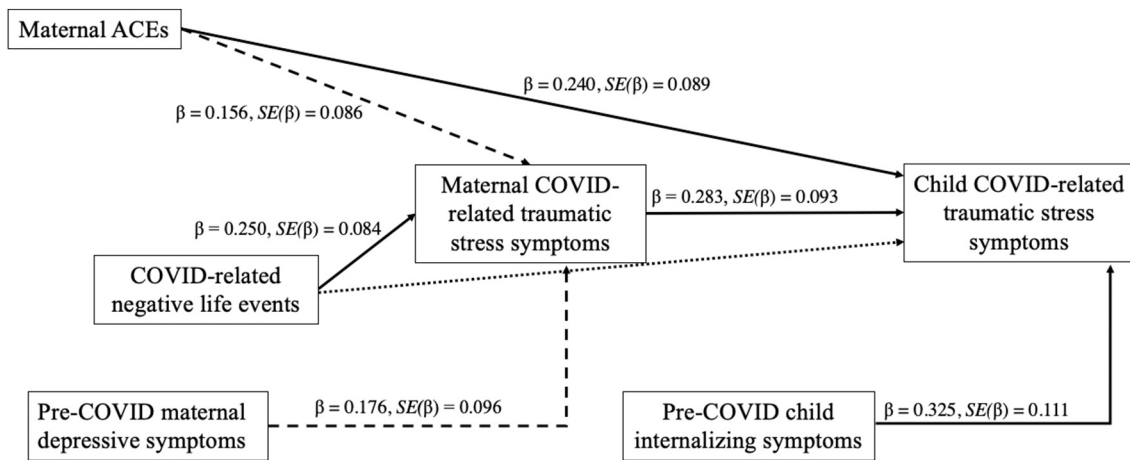 Maternal ACEs
β = 0.240, SE(β) = 0.089
β = 0.156, SE(β) = 0.086
Maternal COVID-
related traumatic
stress symptoms
β = 0.283, SE(β) = 0.093
Child COVID-related
traumatic stress
symptoms
β = 0.250, SE(β) = 0.084
COVID-related
negative life events
Pre-COVID maternal
depressive symptoms
β = 0.176, SE(β) = 0.096
Pre-COVID child
internalizing symptoms
β = 0.325, SE(β) = 0.111